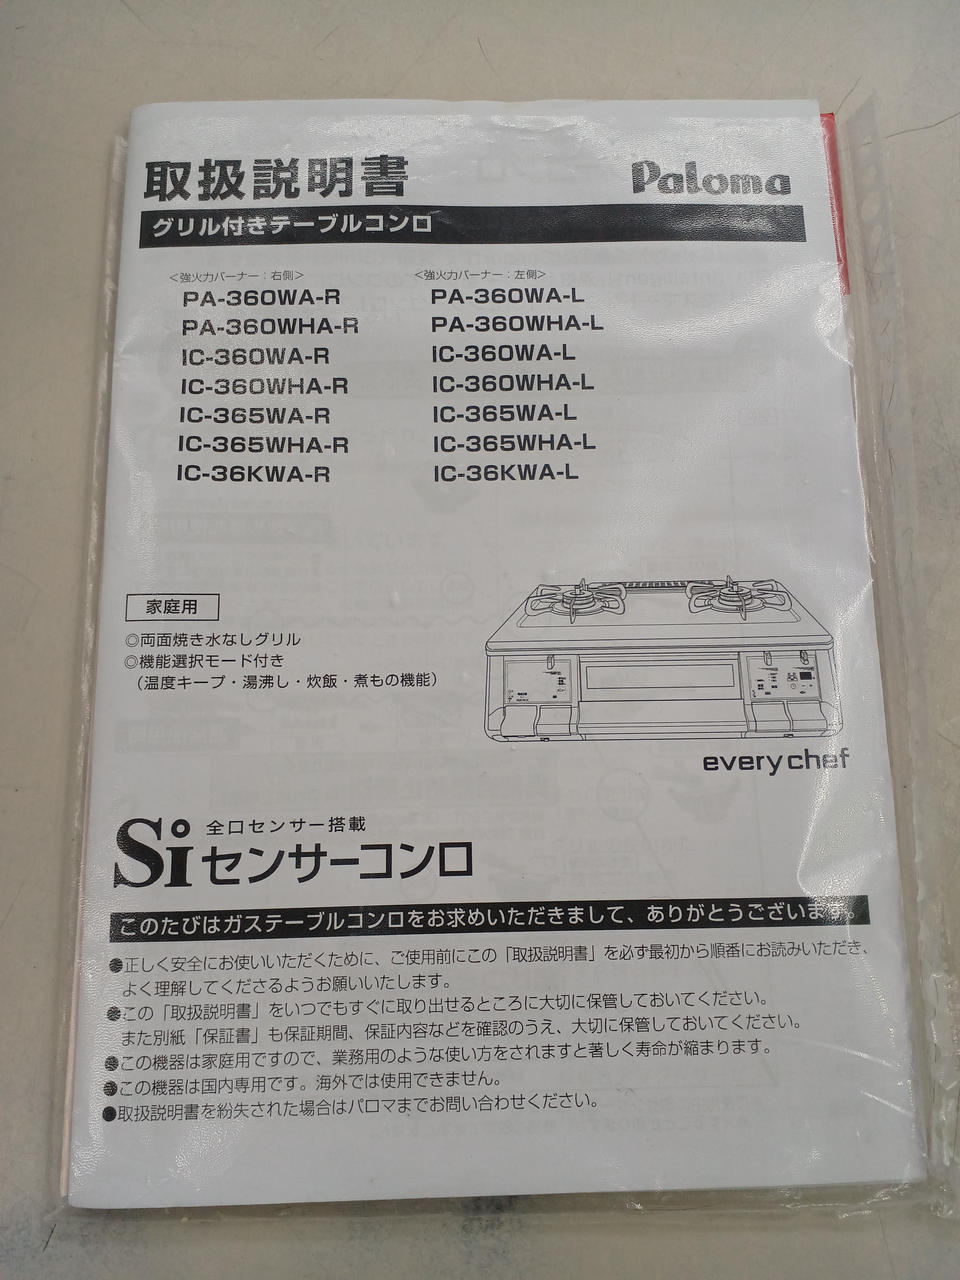 取扱説明書
Paloma
グリル付きテーブルコンロ
＜強火力バーナー：右側＞
PA-360WA-R
PA-360WHA-R
IC-360WA-R
IC-360WHA-R
IC-365WA-R
IC-365WHA-R
IC-36KWA-R
＜強火力バーナー：左側＞
PA-360WA-L
PA-360WHA-L
IC-360WA-L
IC-360WHA-L
IC-365WA-L
IC-365WHA-L
IC-36KWA-L
家庭用
◎両面焼き水なしグリル
◎機能選択モード付き
（温度キープ・湯沸し・炊飯・煮もの機能）
every chef
全口センサー搭載
Siセンサーコンロ
このたびはガステーブルコンロをお求めいただきまして、ありがとうございます。
●正しく安全にお使いいただくために、ご使用前にこの「取扱説明書」を必ず最初から順番にお読みいただき、
よく理解してくださるようお願いいたします。
●この「取扱説明書」をいつでもすぐに取り出せるところに大切に保管しておいてください。
また別紙「保証書」も保証期間、保証内容などを確認のうえ、大切に保管しておいてください。
●この機器は家庭用ですので、業務用のような使い方をされますと著しく寿命が縮まります。
●この機器は国内専用です。海外では使用できません。
●取扱説明書を紛失された場合はパロマまでお問い合わせください。